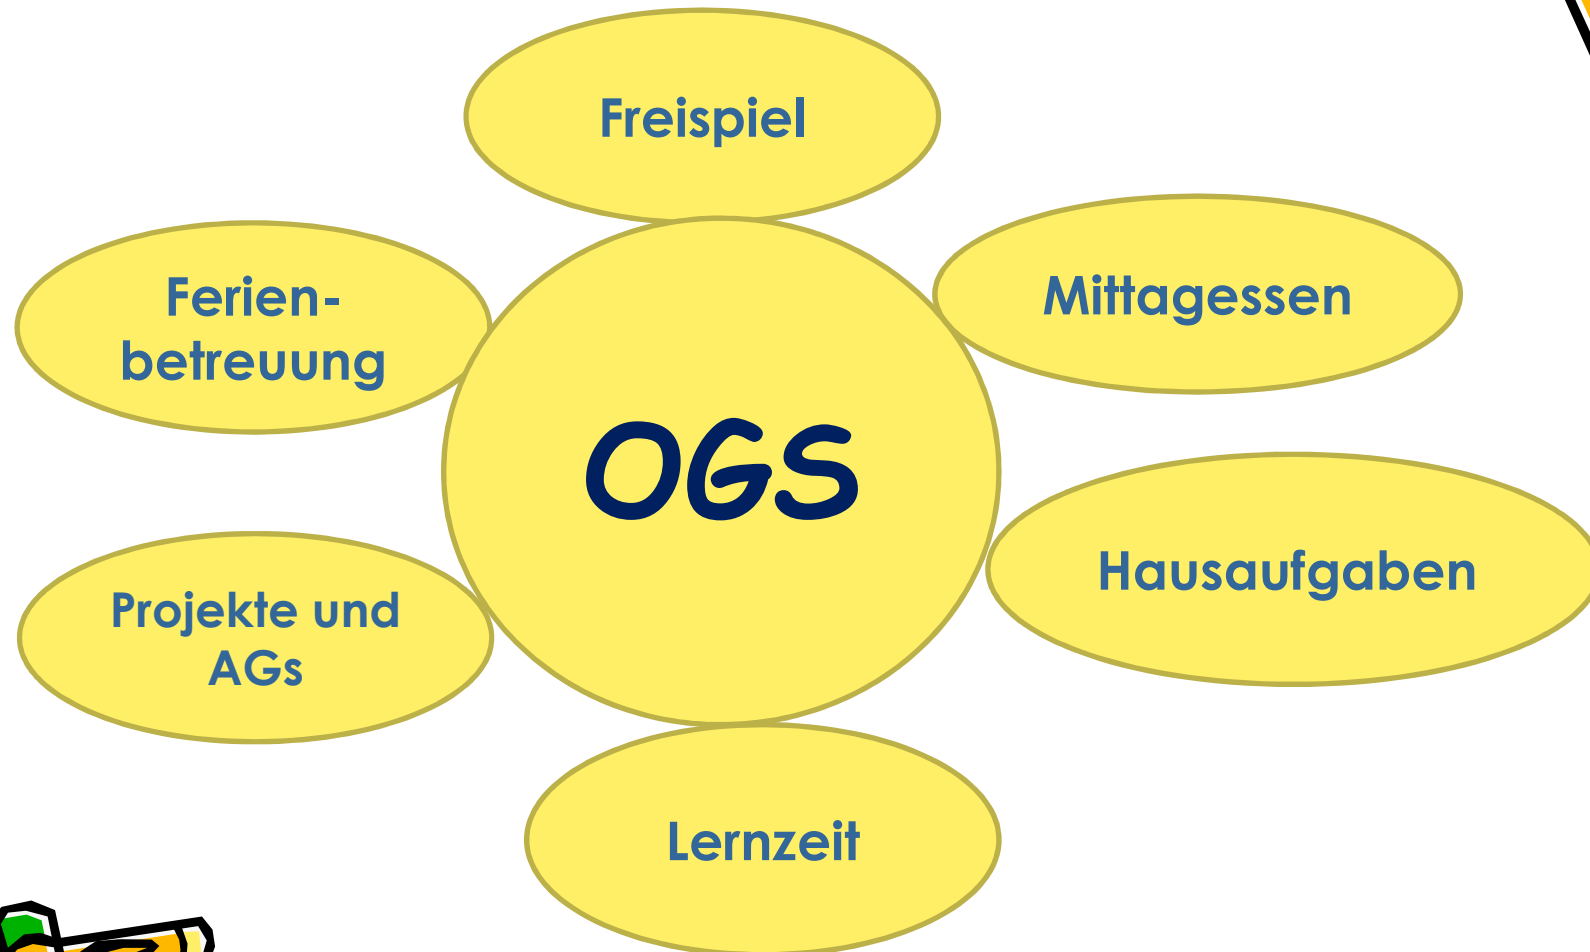 Freispiel
Mittagessen
Ferien-
betreuung
OGS
Hausaufgaben
Projekte und
AGs
Lernzeit